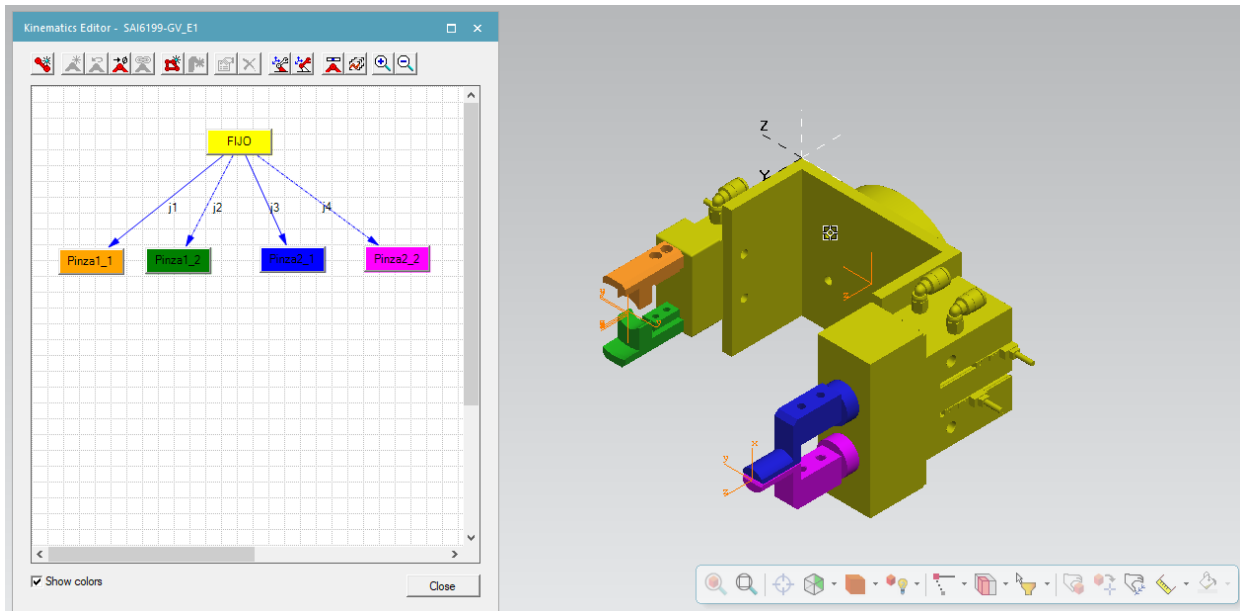 Kinematics Editor - SAI6199-GV_E1
FIJO
j1
j2
j3
j4
Pinza1_1
Pinza1_2
Pinza2_1
Pinza2_2
Show colors
Close
Z
Y
x
y
z
y
z